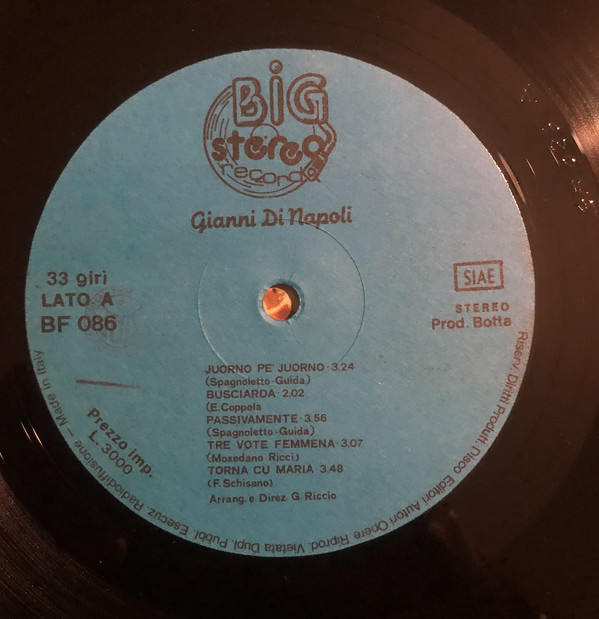 BiG
stereo
records
Gianni Di Napoli
33 giri
LATO A
BF 086
SIAE
STEREO
Prod. Botta
JUORNO PE' JUORNO - 3.24
(Spagnoletto-Guida)
BUSCIARDA - 2.02
(E. Coppola
PASSIVAMENTE - 3.56
(Spagnoletto-Guida)
TRE VOTE FEMMENA - 3.07
(Moxedano Ricci)
TORNA CU MARIA 3.48
(F. Schisano)
Arrang. e Direz. G. Riccio
Prezzo imp.
L. 3000
Riserv. Diritti Produtt. Disco Editori Autori Opere Riprod. Vietata Dupl. Pubbl. Esecuz. Radiodiffusione - Made in Italy